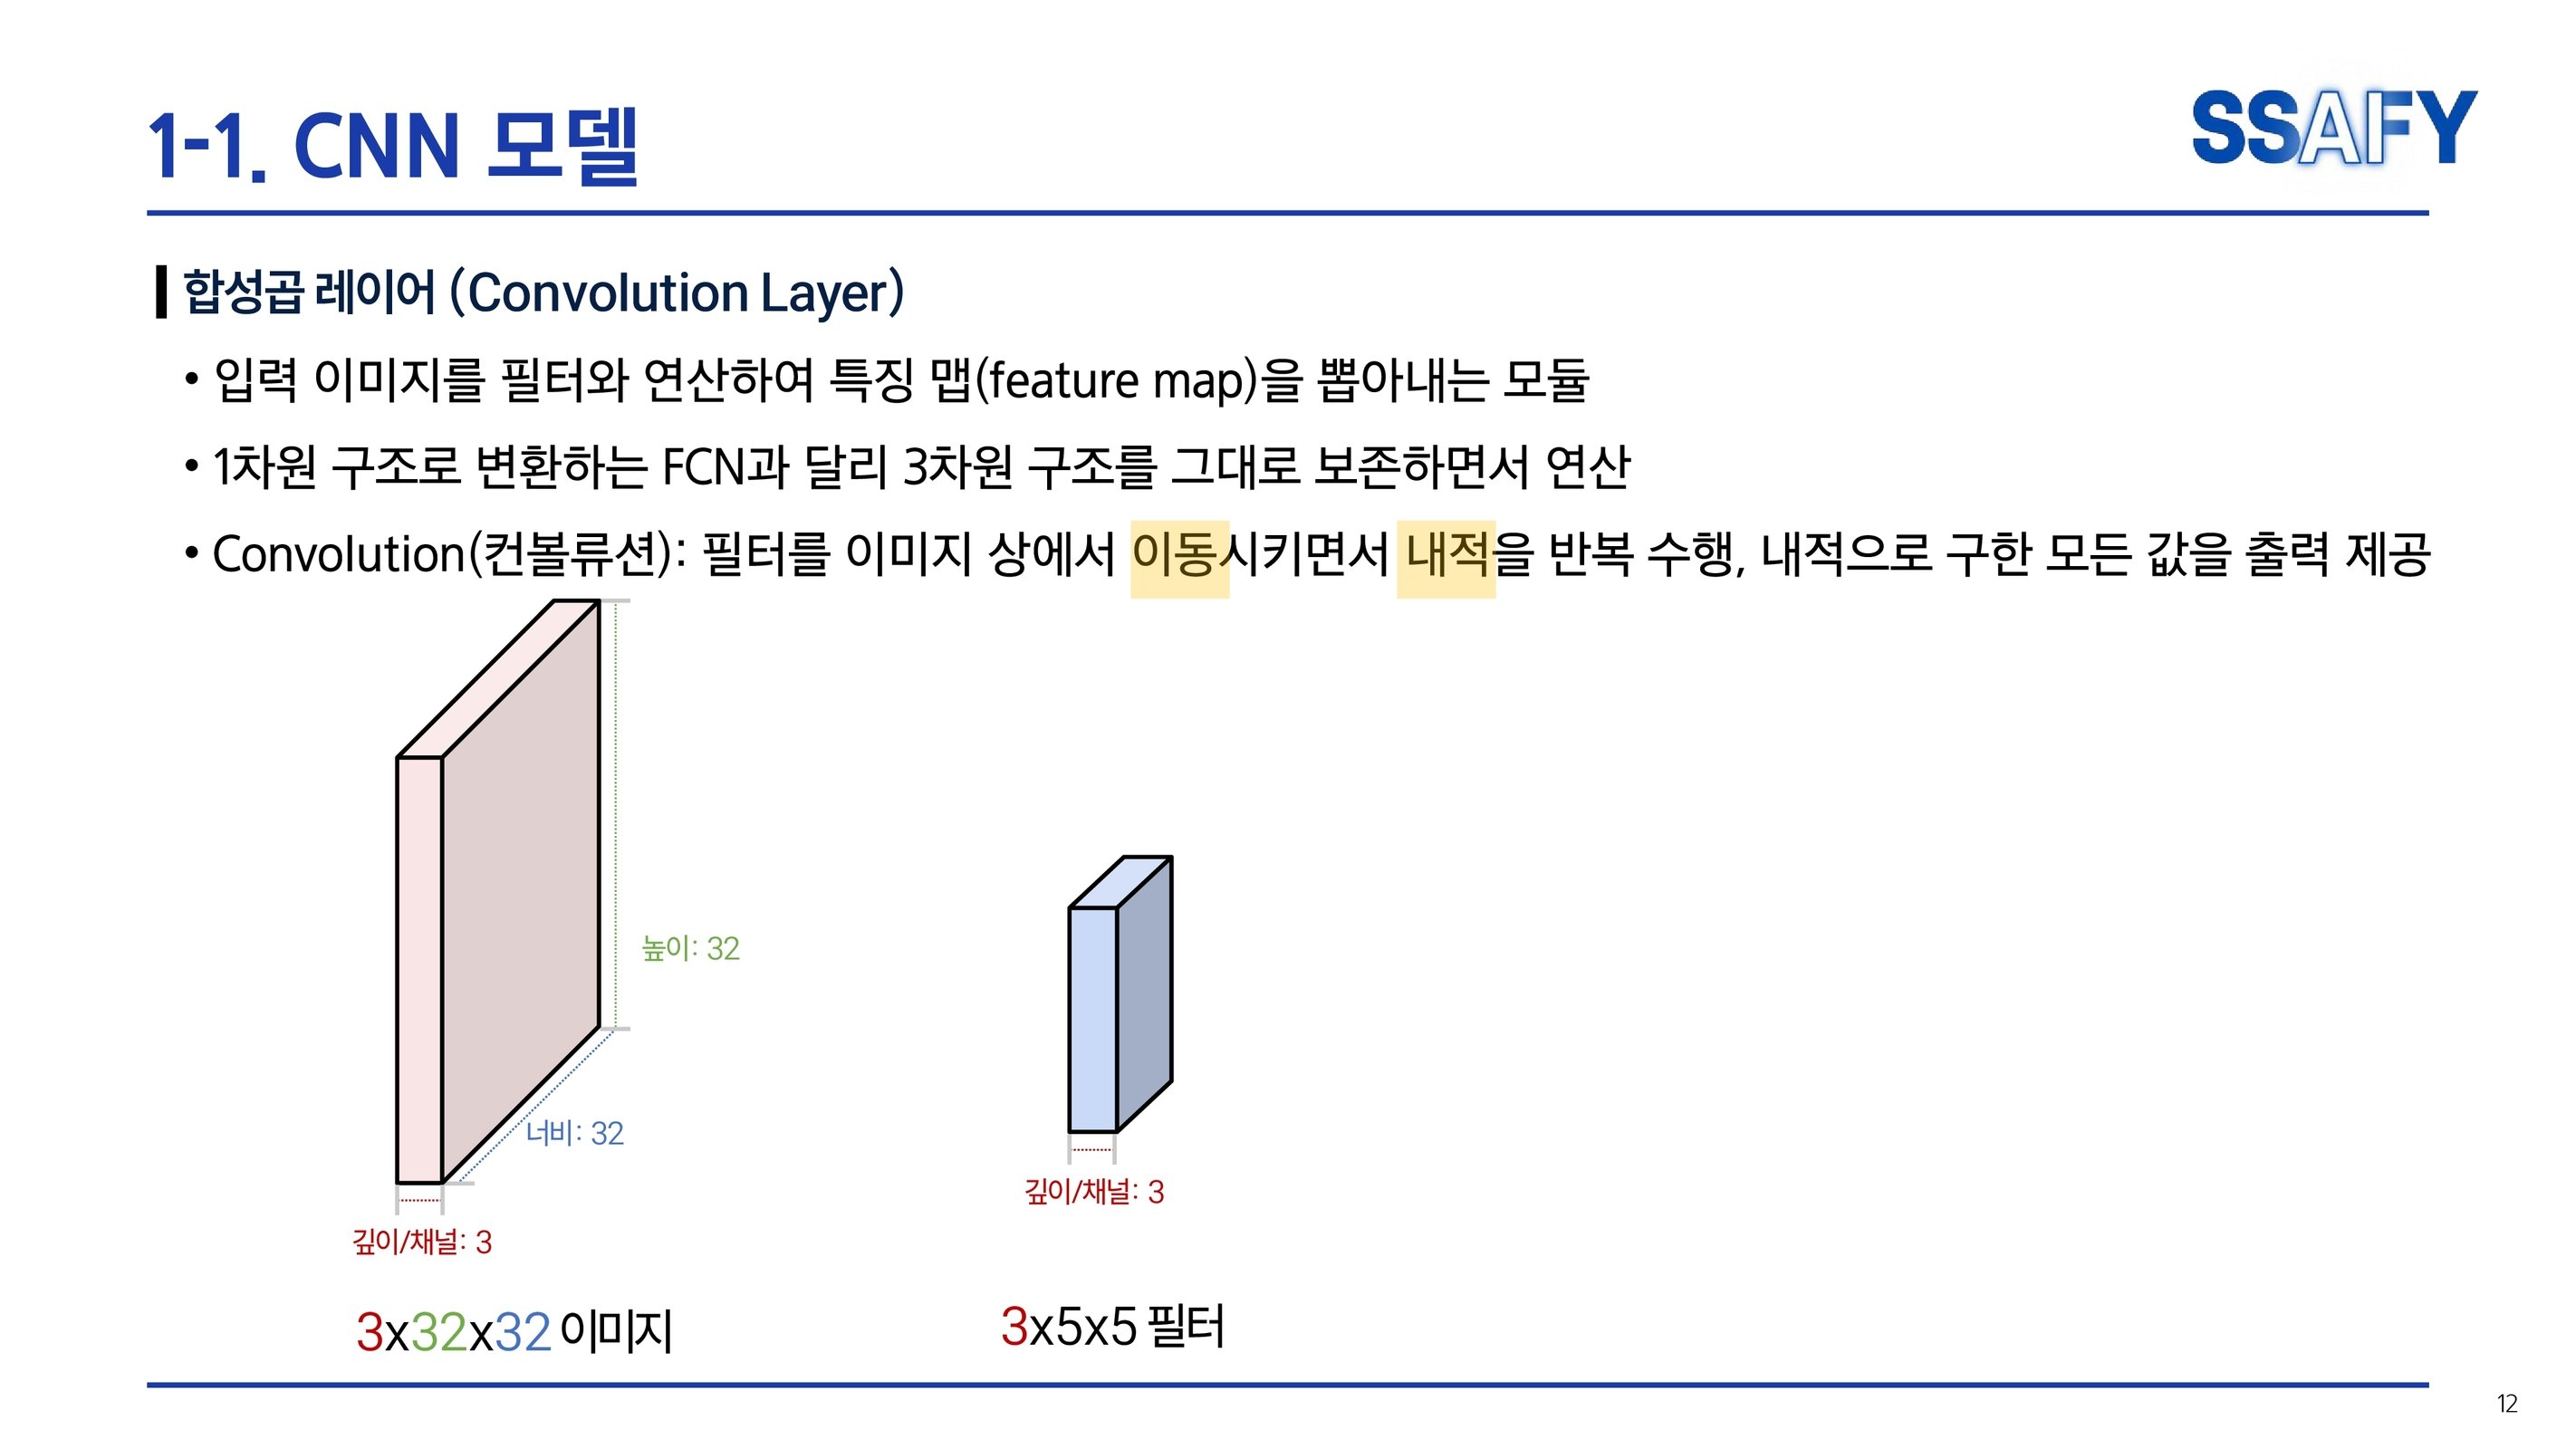 1-1. CNN 모델
SSAFY
합성곱 레이어 (Convolution Layer)
• 입력 이미지를 필터와 연산하여 특징 맵(feature map)을 뽑아내는 모듈
• 1차원 구조로 변환하는 FCN과 달리 3차원 구조를 그대로 보존하면서 연산
• Convolution(컨볼류션): 필터를 이미지 상에서 이동시키면서 내적을 반복 수행, 내적으로 구한 모든 값을 출력 제공
높이: 32
너비: 32
깊이/채널: 3
3x32x32 이미지
깊이/채널: 3
3x5x5 필터
12